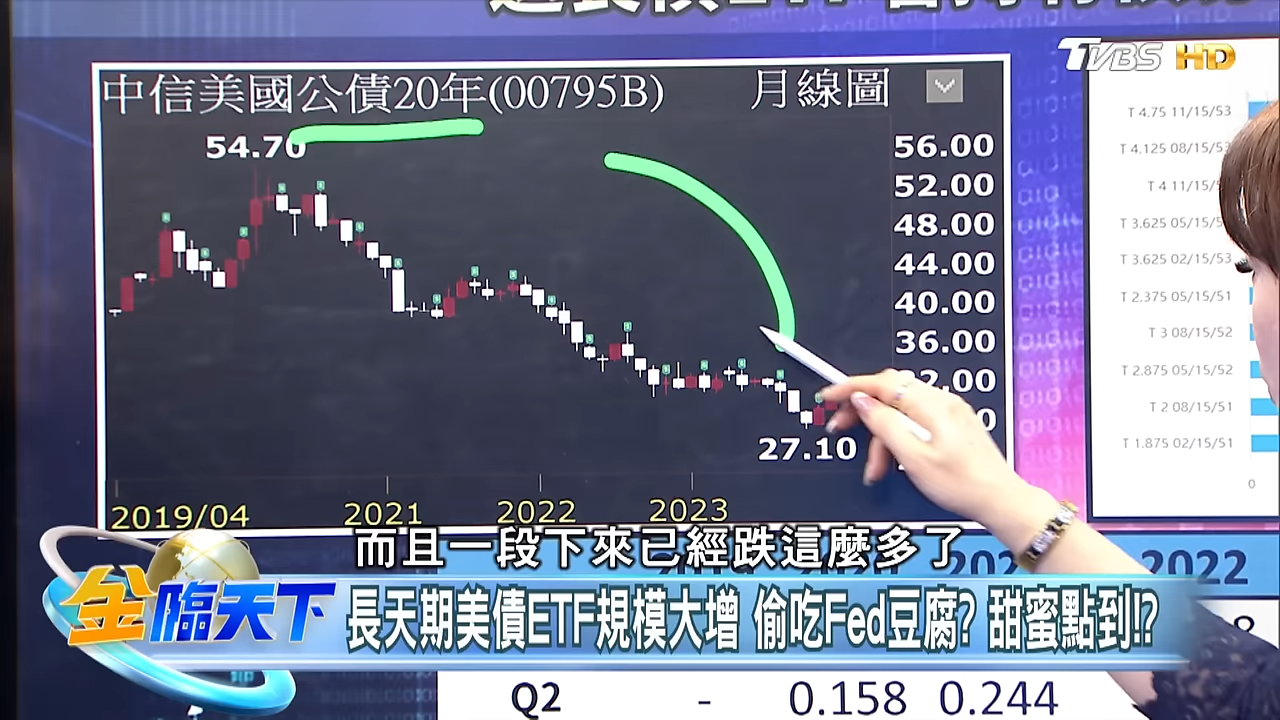 TVBS HD
中信美國公債20年(00795B)
月線圖
54.70
56.00
52.00
48.00
44.00
40.00
36.00
27.10
2019/04
2021
2022
2023
T 4.75 11/15/53
T 4.125 08/15/53
T 4 11/15/
T 3.625 05/15/5
T 3.625 02/15/53
T 2.375 05/15/51
T 3 08/15/52
T 2.875 05/15/52
T 2 08/15/51
T 1.875 02/15/51
0
而且一段下來已經跌這麼多了
2022
金臨天下
長天期美債ETF規模大增 偷吃Fed豆腐? 甜蜜點到!?
Q2 - 0.158 0.244